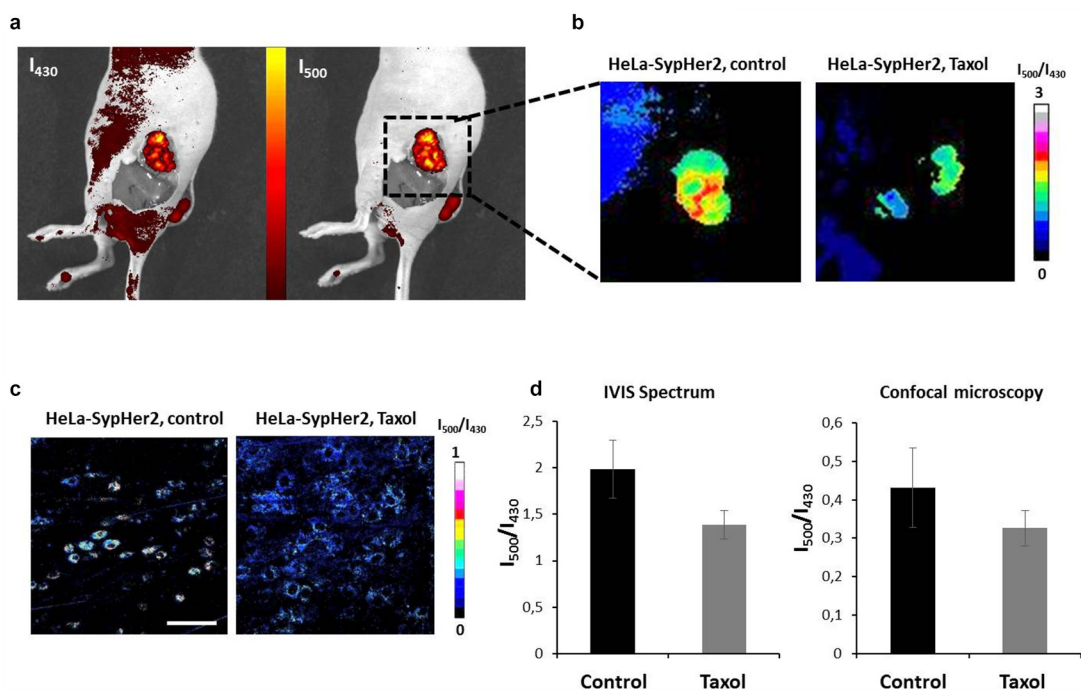 a
I430
I500
b
HeLa-SypHer2, control
HeLa-SypHer2, Taxol
I500/I430
3
0
c
HeLa-SypHer2, control
HeLa-SypHer2, Taxol
I500/I430
1
0
d
IVIS Spectrum
I500/I430
2,5
2
1,5
1
0,5
0
Control
Taxol
Confocal microscopy
I500/I430
0,6
0,5
0,4
0,3
0,2
0,1
0
Control
Taxol